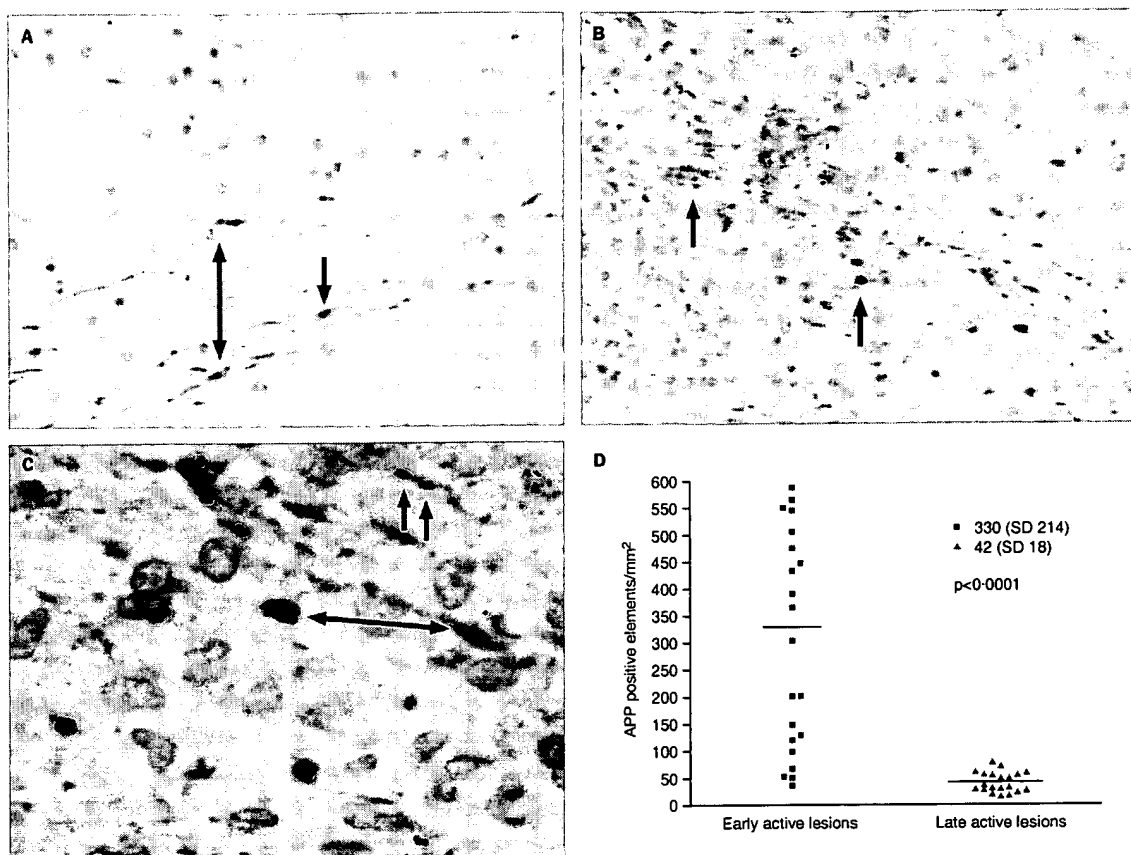 A
B
C
D
APP positive elements/mm²
600
550
500
450
400
350
300
250
200
150
100
50
0
■ 330 (SD 214)
▲ 42 (SD 18)
p<0·0001
Early active lesions
Late active lesions